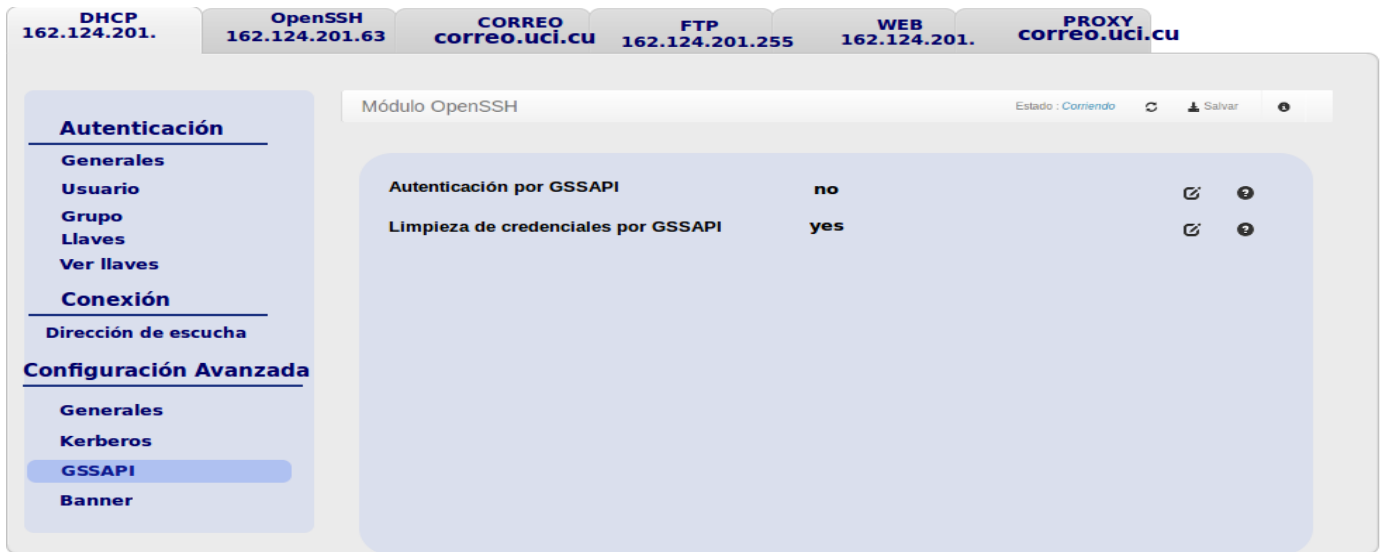 DHCP
162.124.201.
OpenSSH
162.124.201.63
CORREO
correo.uci.cu
FTP
162.124.201.255
WEB
162.124.201.
PROXY
correo.uci.cu
Autenticación
Generales
Usuario
Grupo
Llaves
Ver llaves
Conexión
Dirección de escucha
Configuración Avanzada
Generales
Kerberos
GSSAPI
Banner
Módulo OpenSSH
Estado : Corriendo
Salvar
Autenticación por GSSAPI no
Limpieza de credenciales por GSSAPI yes